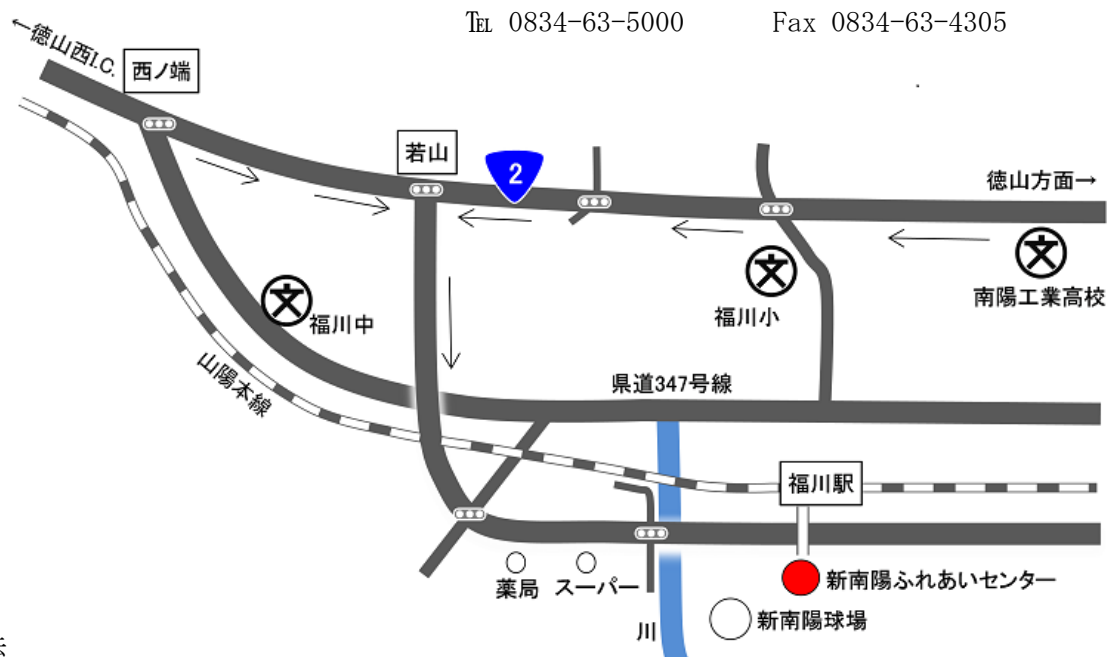 ℡ 0834-63-5000 Fax 0834-63-4305
←徳山西I.C.
西ノ端
若山
2
徳山方面→
南陽工業高校
福川小
福川中
山陽本線
県道347号線
福川駅
新南陽ふれあいセンター
薬局
スーパー
新南陽球場
川